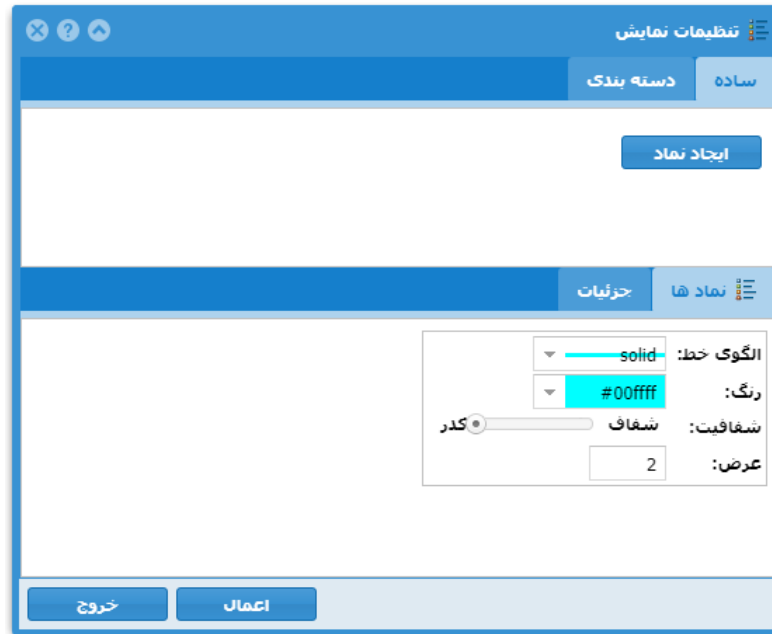 تنظیمات نمایش
ساده دسته بندی
ایجاد نماد
نماد ها جزئیات
الگوی خط: solid
رنگ: #00ffff
شفافیت: شفاف کدر
عرض: 2
اعمال خروج